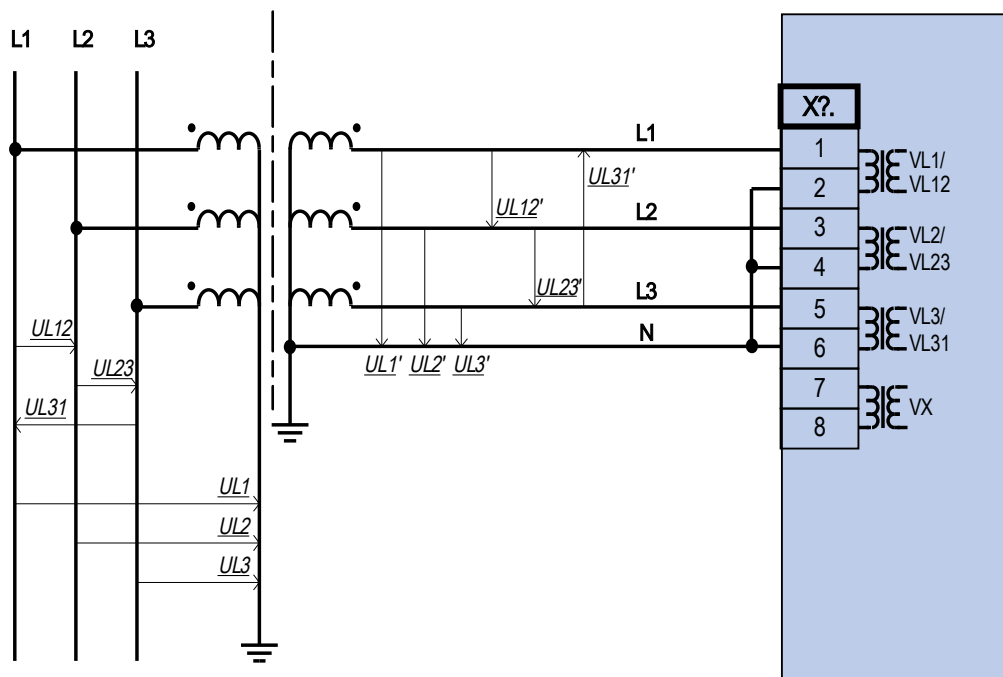 L1 L2 L3
X?.
L1
1
VL1/
UL31'
2
VL12
UL12'
L2
3
VL2/
4
VL23
UL23'
L3
5
VL3/
UL12
N
6
VL31
UL1' UL2' UL3'
UL23
7
UL31
VX
8
UL1
UL2
UL3